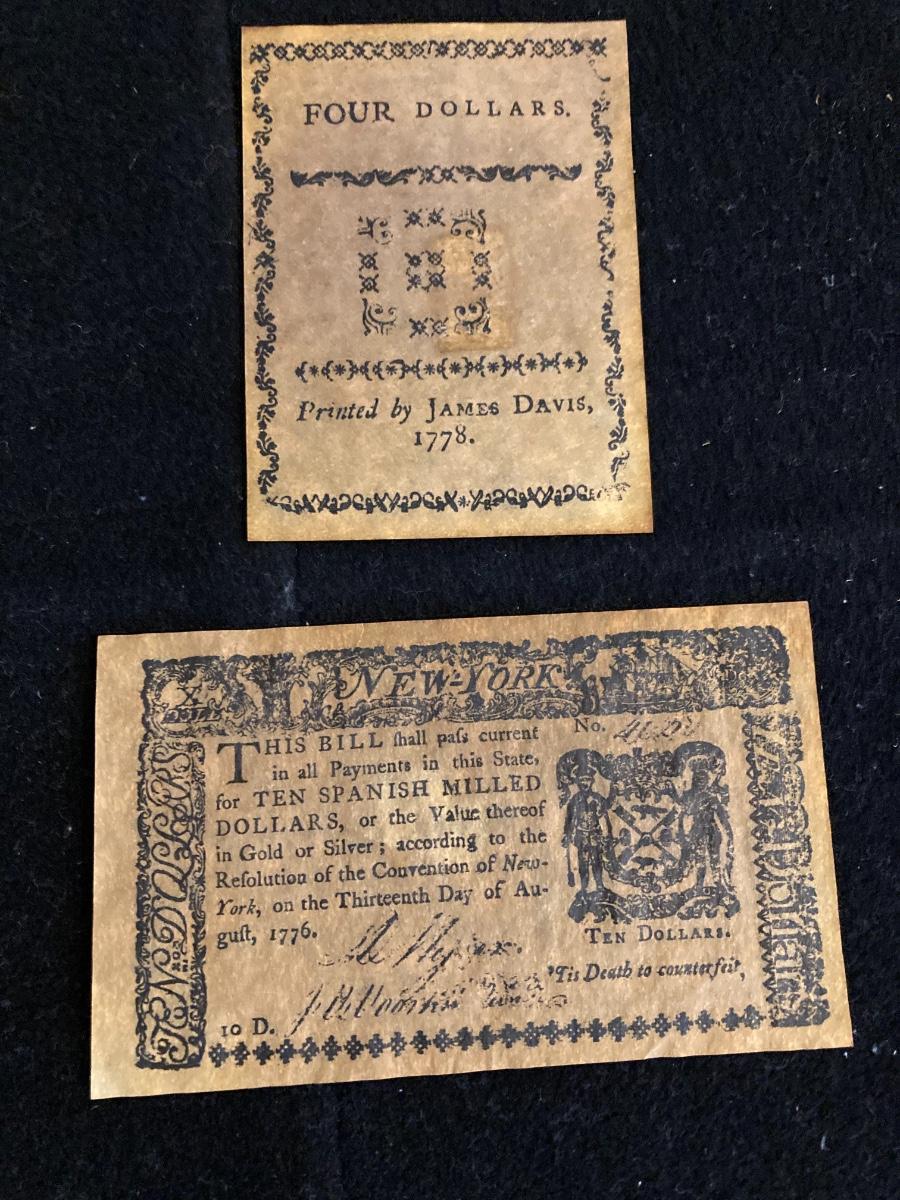 FOUR DOLLARS.
Printed by JAMES DAVIS,
1778.
X
DOLL
NEW-YORK
No.
THIS BILL ſhall paſs current
in all Payments in this State,
for TEN SPANISH MILLED
DOLLARS, or the Value thereof
in Gold or Silver; according to the
Reſolution of the Convention of New-
York, on the Thirteenth Day of Au-
guſt, 1776.
TEN DOLLARS.
'Tis Death to counterfeit,
10 D.